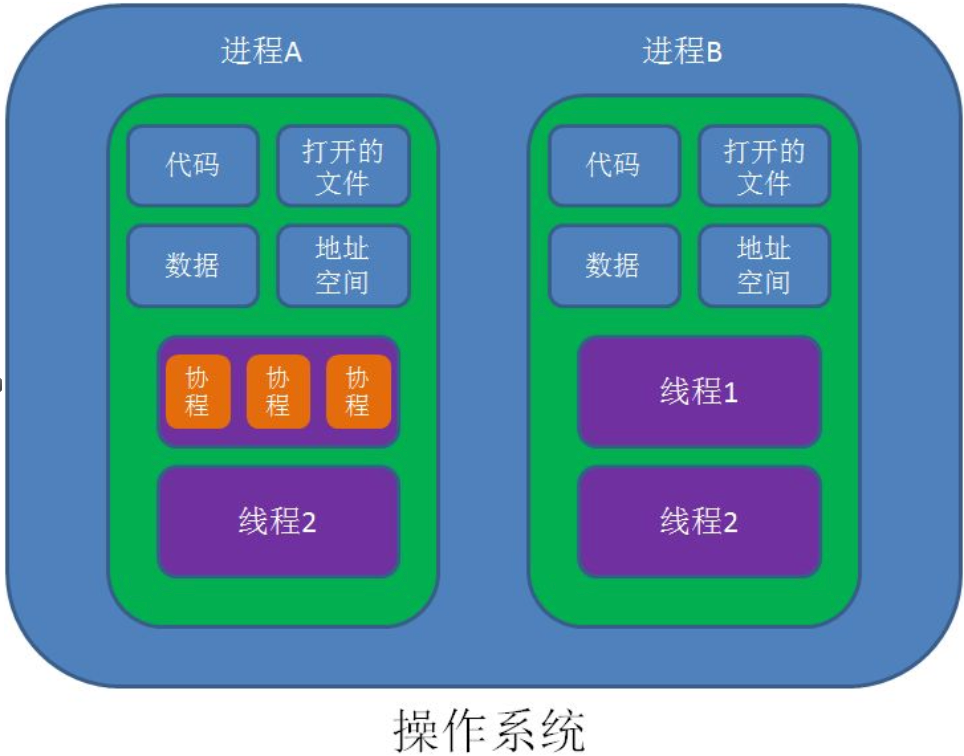 进程A
进程B
代码
打开的
文件
数据
地址
空间
协
程
协
程
协
程
线程2
代码
打开的
文件
数据
地址
空间
线程1
线程2
操作系统